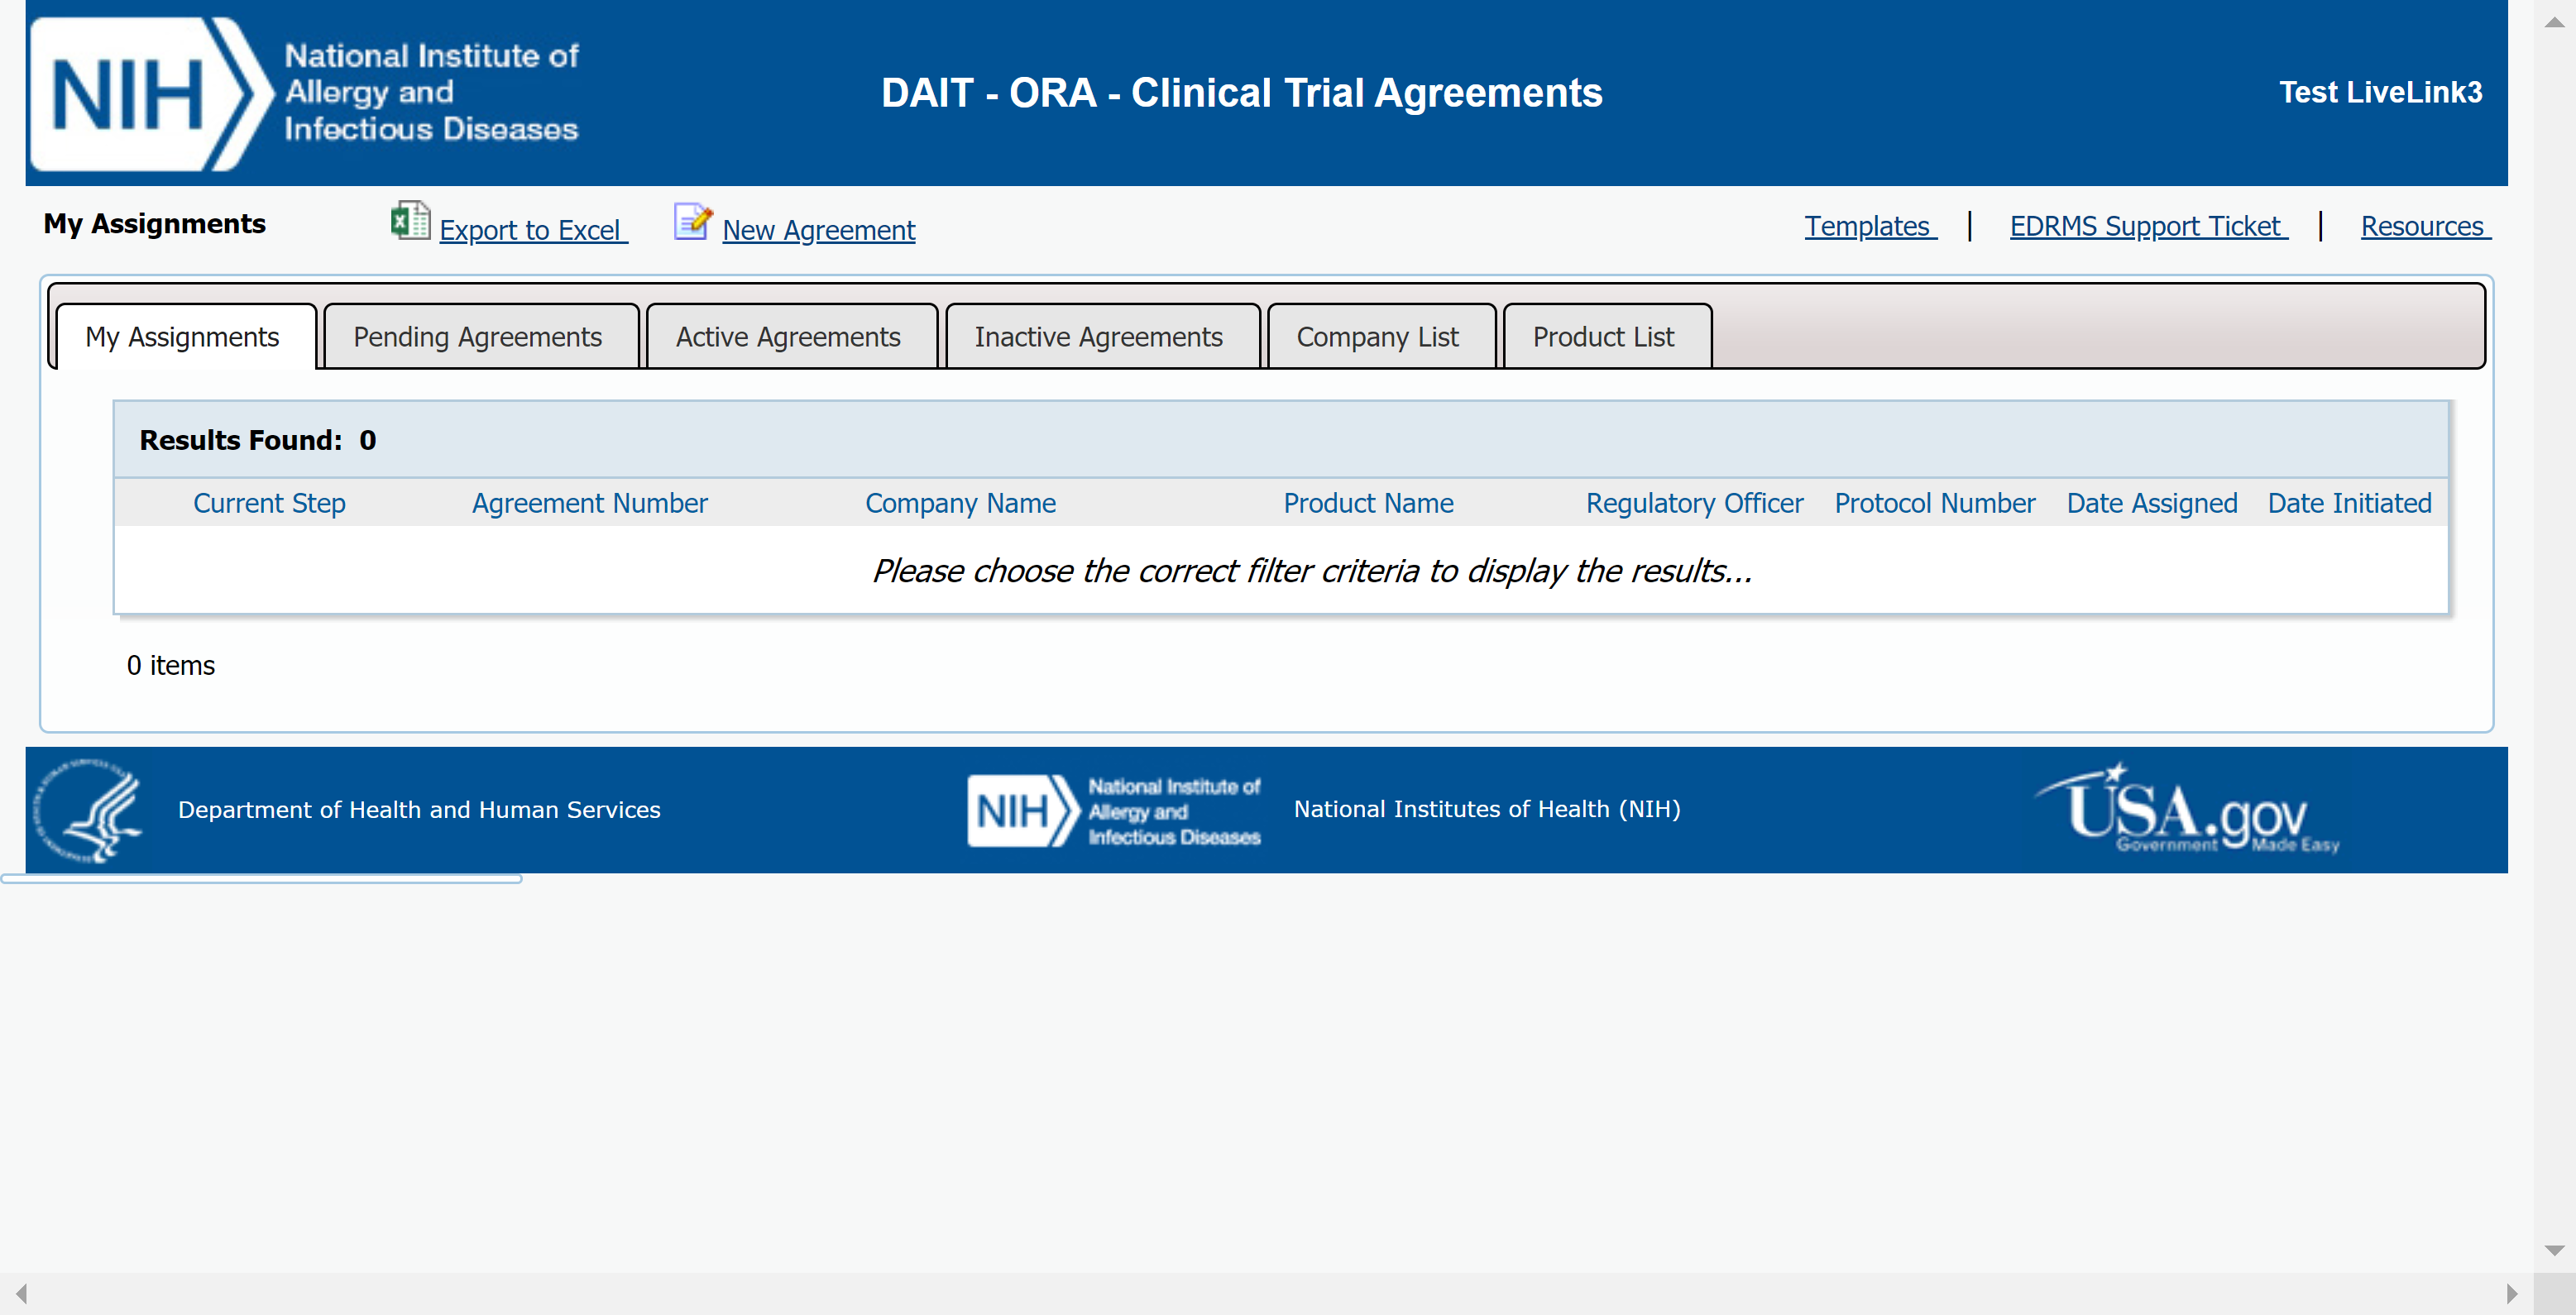 NIH
National Institute of
Allergy and
Infectious Diseases
DAIT - ORA - Clinical Trial Agreements
Test LiveLink3
My Assignments
Export to Excel
New Agreement
Templates | EDRMS Support Ticket | Resources
My Assignments
Pending Agreements
Active Agreements
Inactive Agreements
Company List
Product List
Results Found: 0
Current Step
Agreement Number
Company Name
Product Name
Regulatory Officer
Protocol Number
Date Assigned
Date Initiated
Please choose the correct filter criteria to display the results...
0 items
Department of Health and Human Services
NIH
National Institute of
Allergy and
Infectious Diseases
National Institutes of Health (NIH)
USA.gov
Government Made Easy